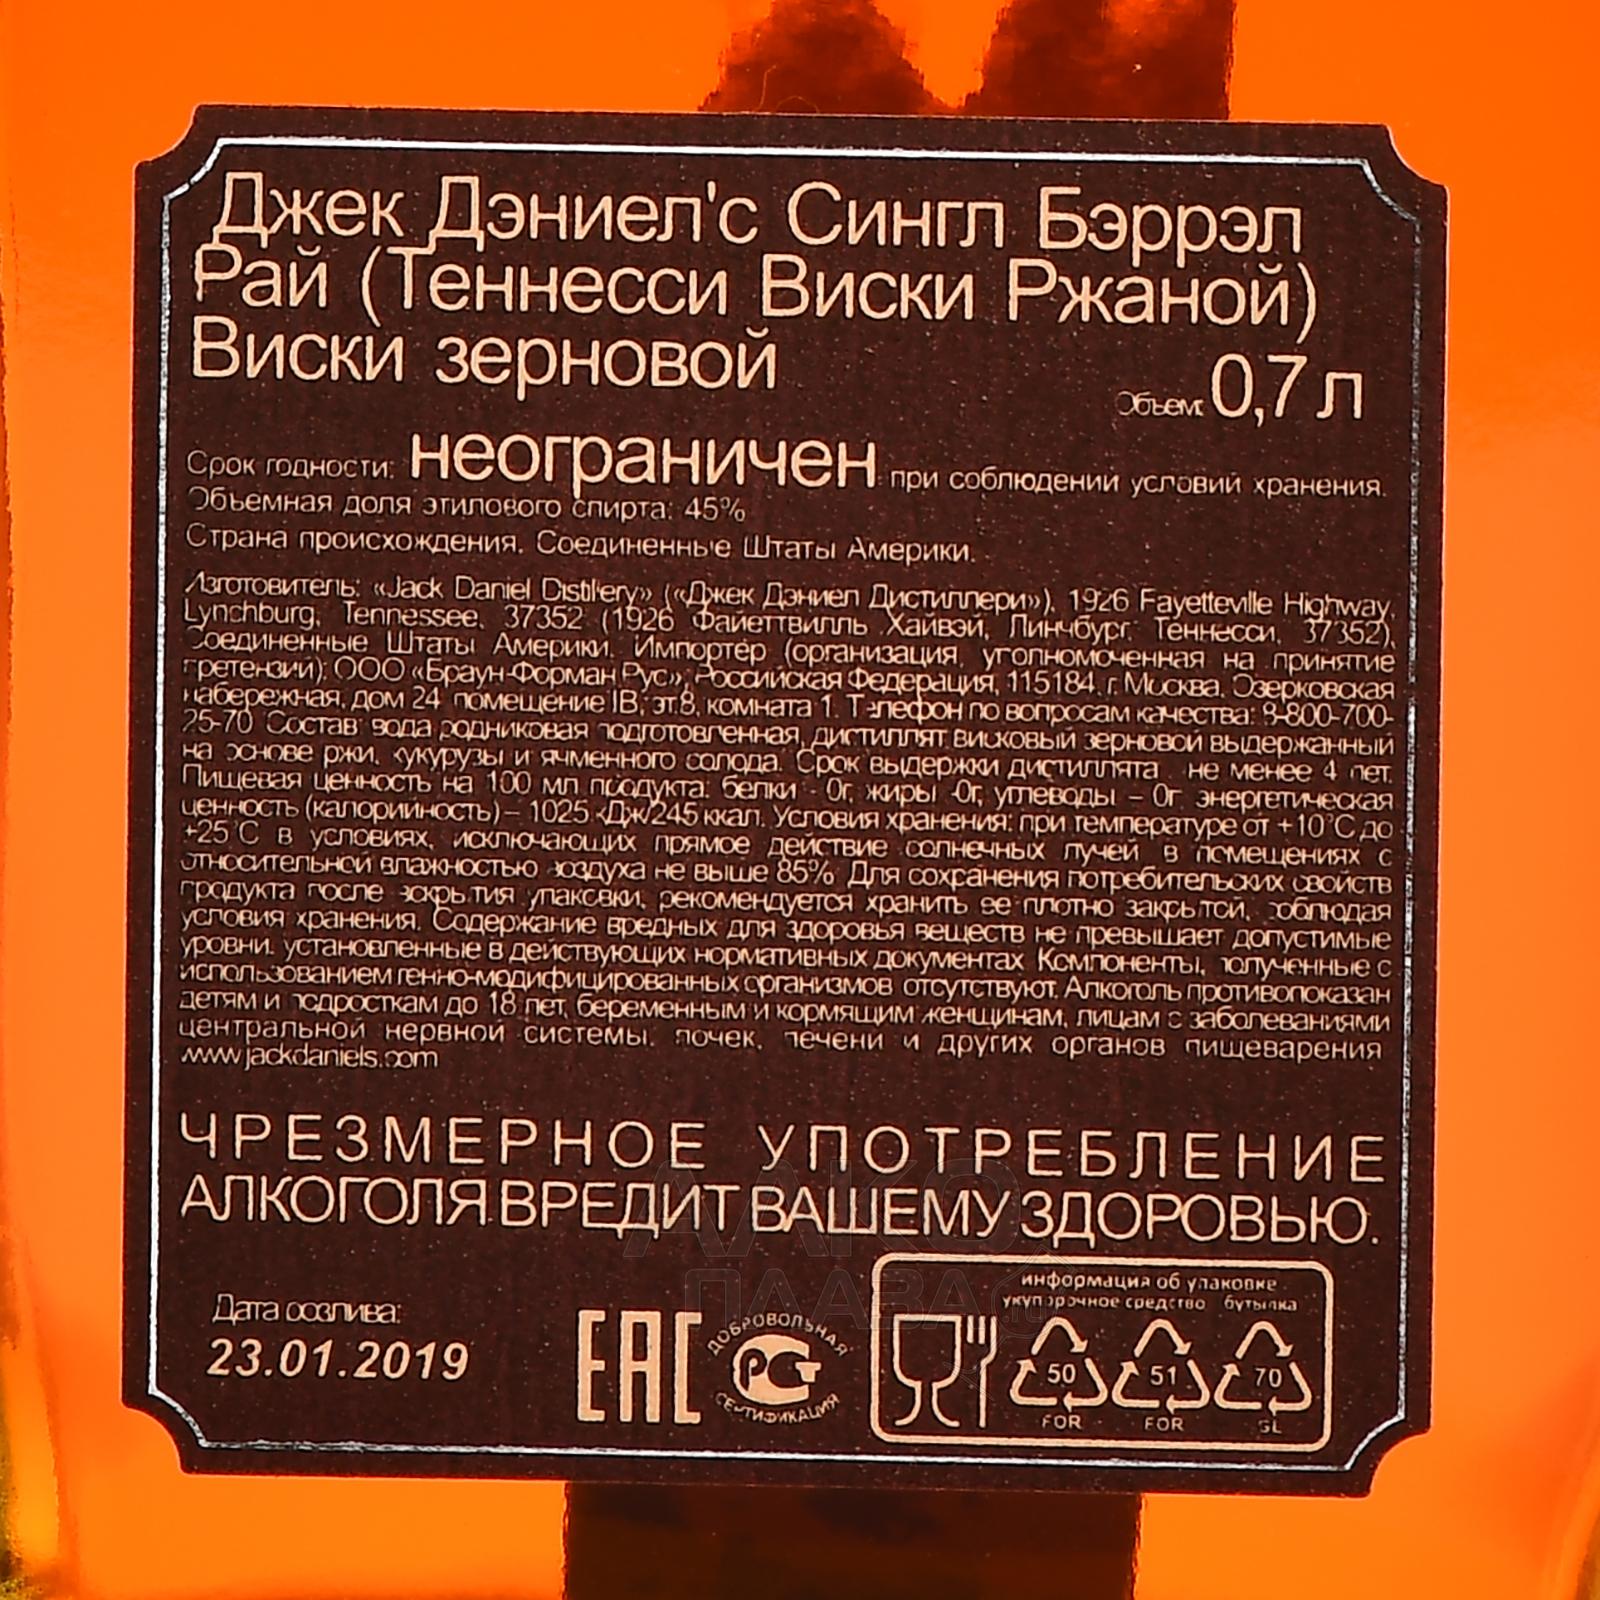 Джек Дэниел'с Сингл Бэррэл
Рай (Теннесси Виски Ржаной)
Виски зерновой
Объем: 0,7 л
Срок годности: неограничен при соблюдении условий хранения.
Объемная доля этилового спирта: 45%
Страна происхождения. Соединенные Штаты Америки.
Изготовитель: «Jack Daniel Distillery» («Джек Дэниел Дистиллери»), 1926 Fayetteville Highway,
Lynchburg, Tennessee, 37352 (1926 Файеттвилль Хайвэй, Линчбург, Теннесси, 37352),
Соединенные Штаты Америки. Импортер (организация, уполномоченная на принятие
претензий): ООО «Браун-Форман Рус», Российская Федерация, 115184, г. Москва, Озерковская
набережная, дом 24, помещение IB, эт.8, комната 1. Телефон по вопросам качества: 8-800-700-
25-70 Состав: вода родниковая подготовленная, дистиллят висковый зерновой выдержанный
на основе ржи, кукурузы и ячменного солода. Срок выдержки дистиллята - не менее 4 лет.
Пищевая ценность на 100 мл продукта: белки - 0г, жиры -0г, углеводы – 0г, энергетическая
ценность (калорийность) – 1025 кДж/245 ккал. Условия хранения: при температуре от +10°С до
+25°С в условиях, исключающих прямое действие солнечных лучей, в помещениях с
относительной влажностью воздуха не выше 85%. Для сохранения потребительских свойств
продукта после вскрытия упаковки, рекомендуется хранить ее плотно закрытой, соблюдая
условия хранения. Содержание вредных для здоровья веществ не превышает допустимые
уровни, установленные в действующих нормативных документах. Компоненты, полученные с
использованием генно-модифицированных организмов отсутствуют. Алкоголь противопоказан
детям и подросткам до 18 лет, беременным и кормящим женщинам, лицам с заболеваниями
центральной нервной системы, почек, печени и других органов пищеварения
www.jackdaniels.com
ЧРЕЗМЕРНОЕ УПОТРЕБЛЕНИЕ
АЛКОГОЛЯ ВРЕДИТ ВАШЕМУ ЗДОРОВЬЮ.
Дата розлива:
23.01.2019
EAC
ДОБРОВОЛЬНАЯ
РСТ
СЕРТИФИКАЦИЯ
информация об упаковке
укупорочное средство бутылка
50 51 70
FOR FOR GL
АЛКО
ПЛАЗА.ru